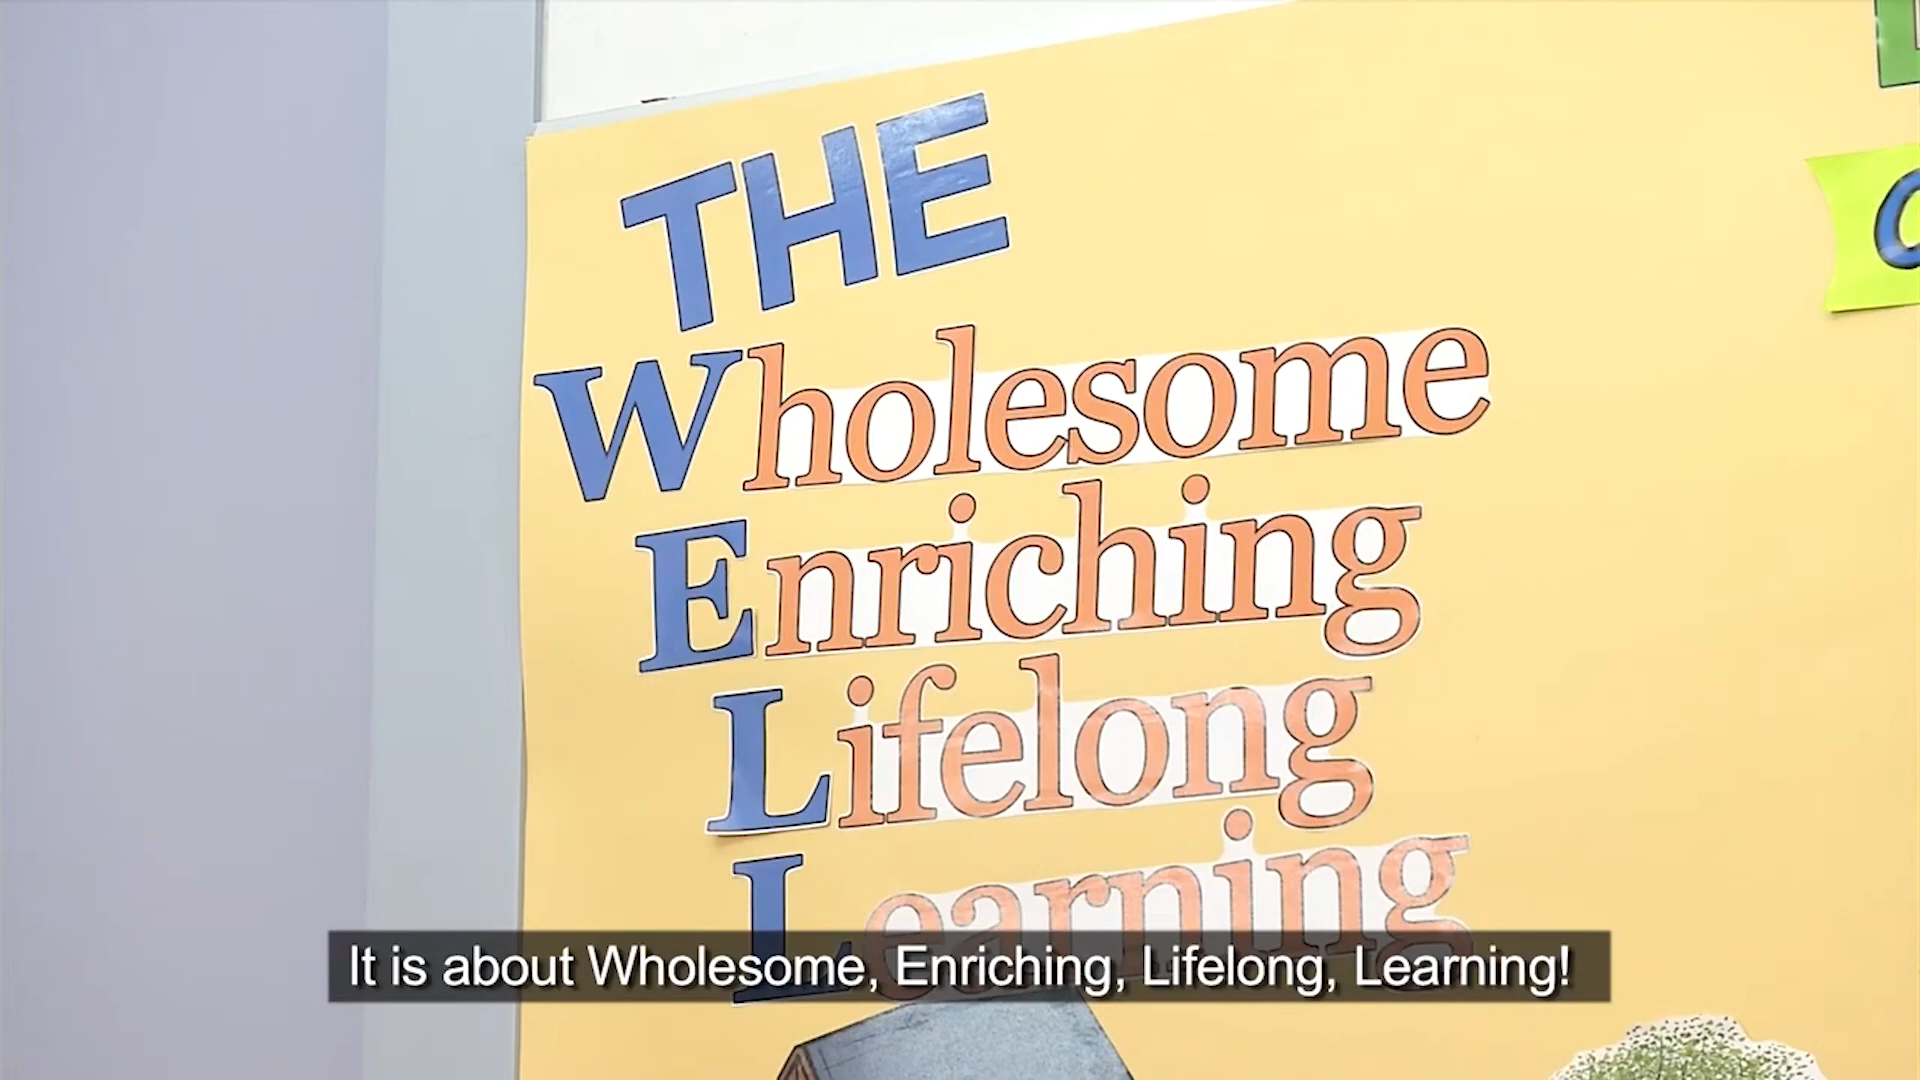 THE
Wholesome
Enriching
Lifelong
Learning
It is about Wholesome, Enriching, Lifelong, Learning!